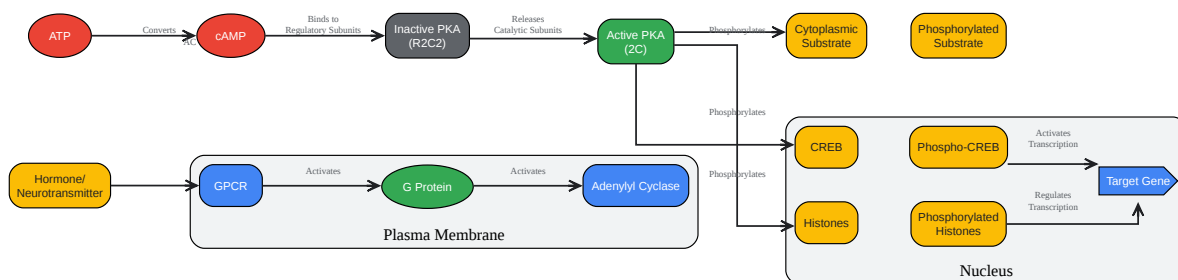 ATP
Converts
AC
cAMP
Binds to
Regulatory Subunits
Inactive PKA
(R2C2)
Releases
Catalytic Subunits
Active PKA
(2C)
Phosphorylates
Cytoplasmic
Substrate
Phosphorylated
Substrate
Phosphorylates
CREB
Phospho-CREB
Activates
Transcription
Hormone/
Neurotransmitter
GPCR
Activates
G Protein
Activates
Adenylyl Cyclase
Phosphorylates
Target Gene
Histones
Phosphorylated
Histones
Regulates
Transcription
Plasma Membrane
Nucleus